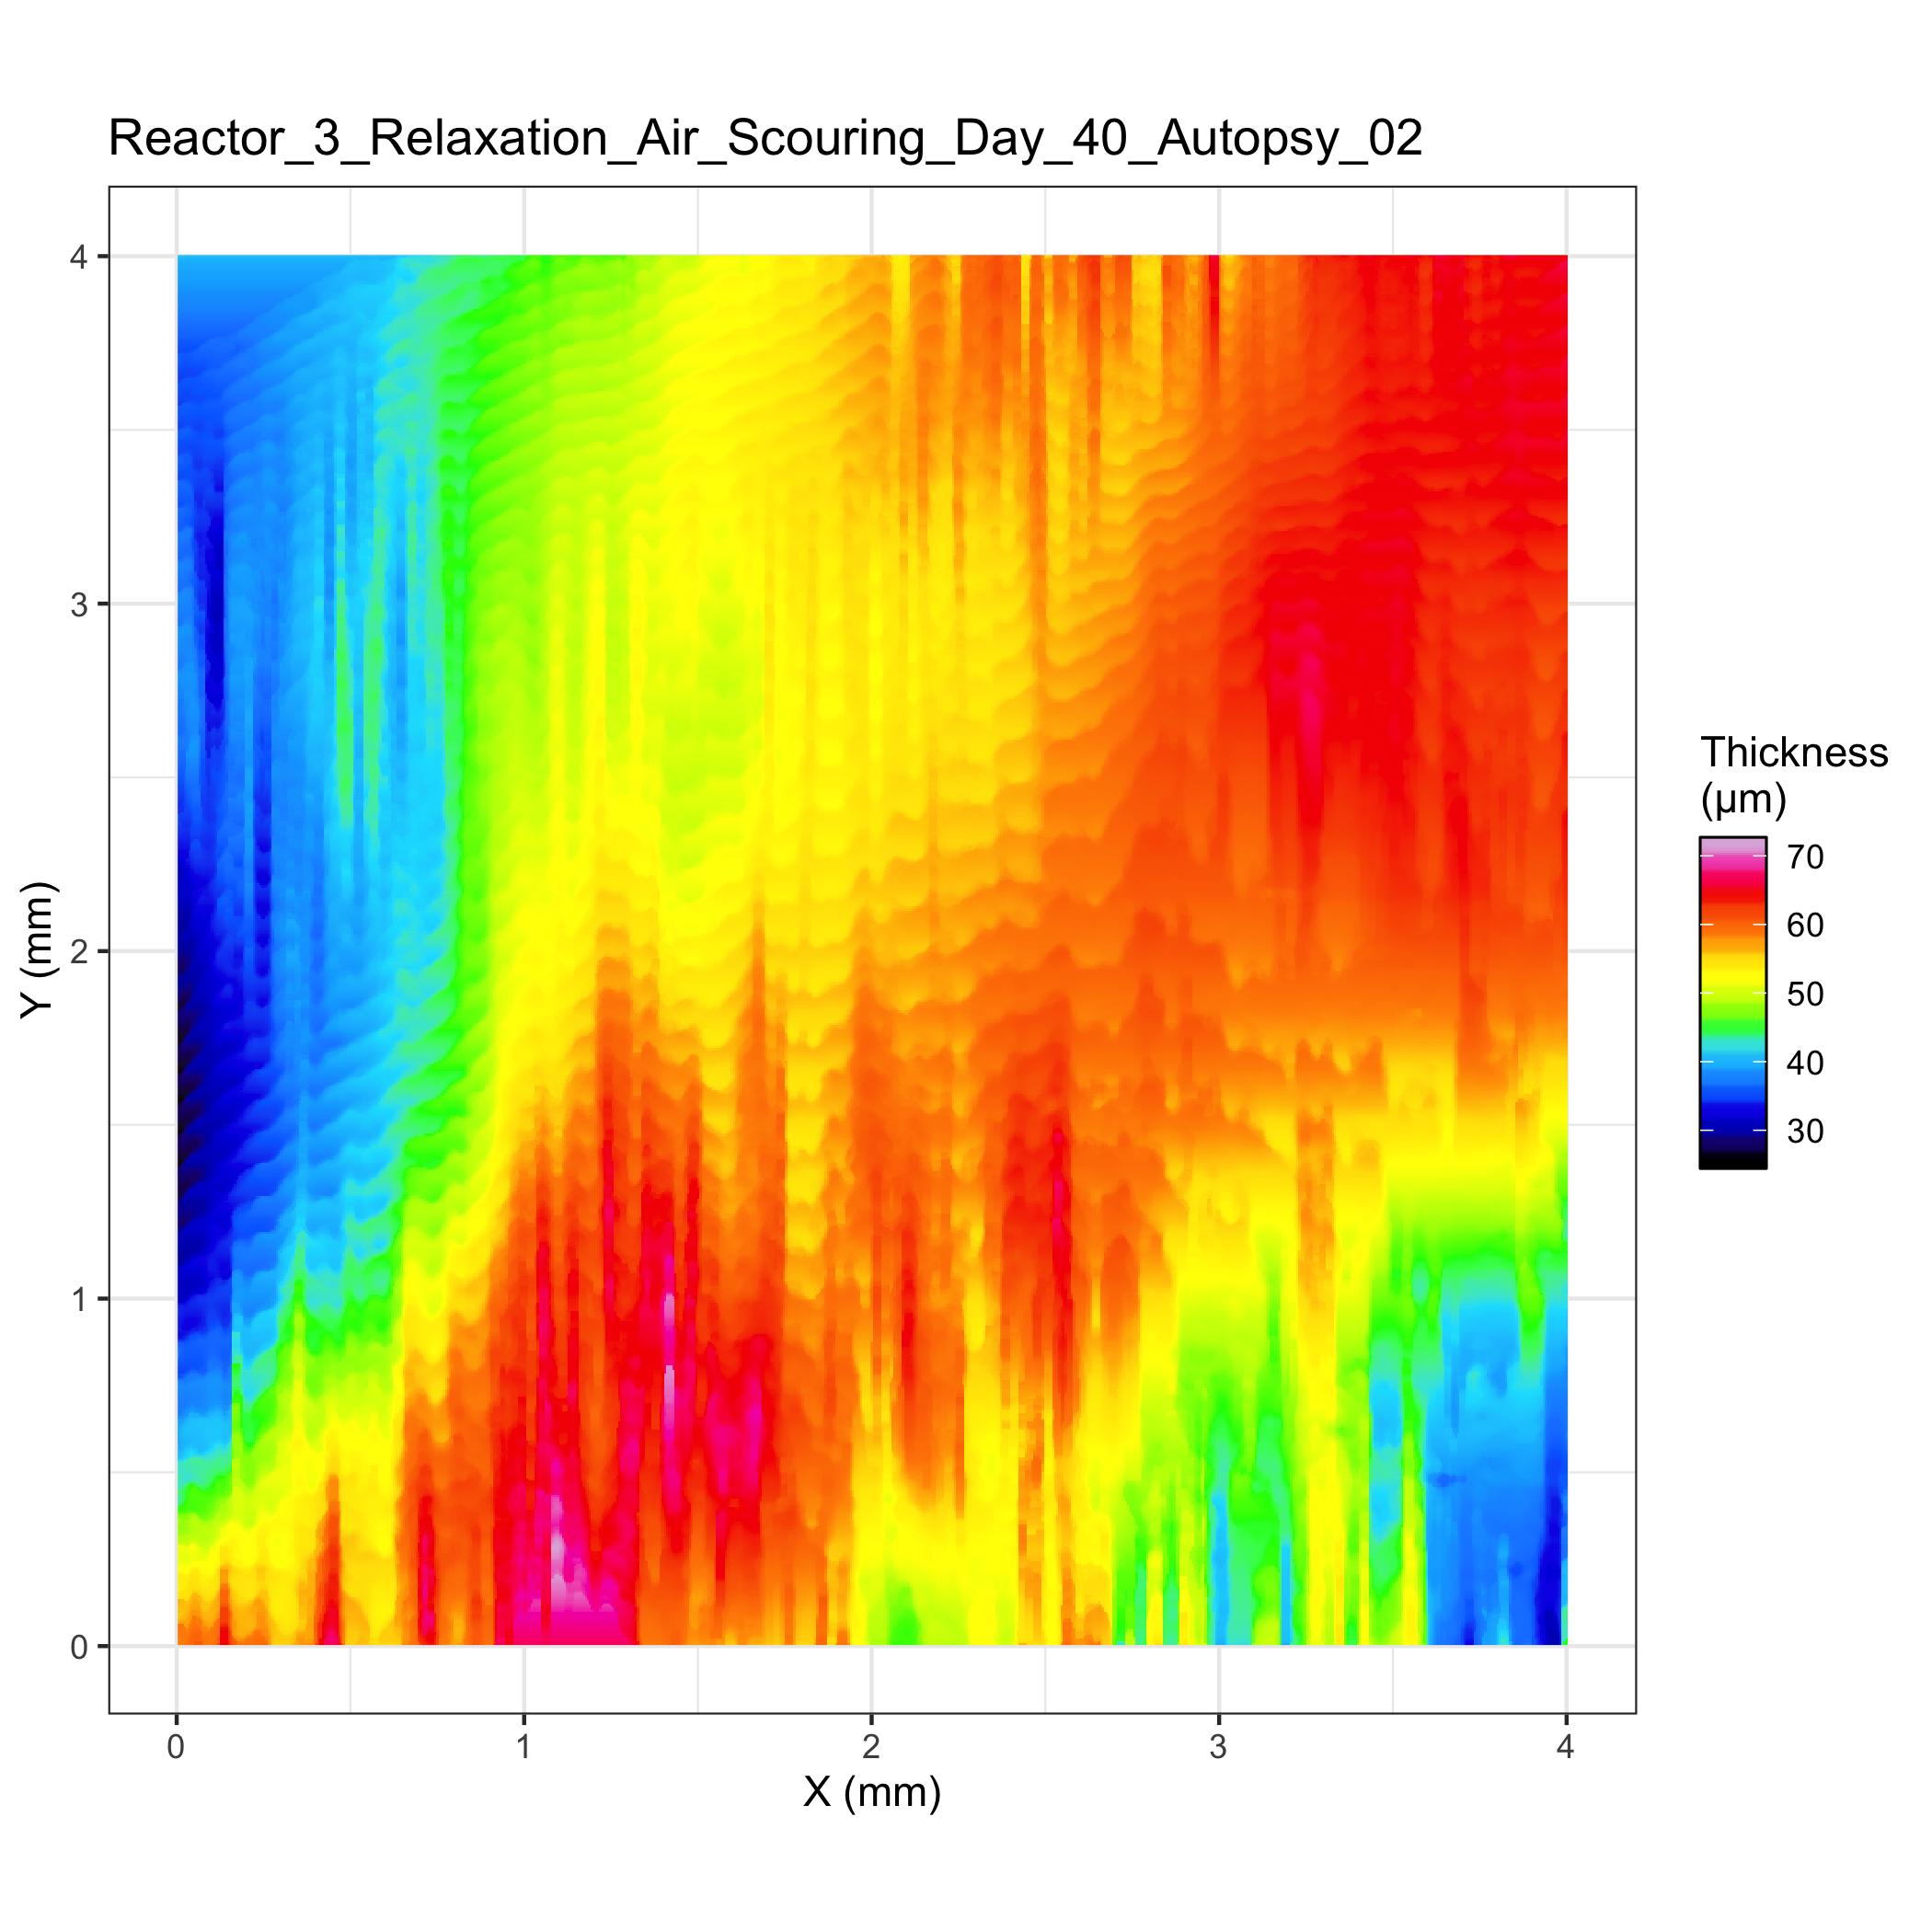 Reactor_3_Relaxation_Air_Scouring_Day_40_Autopsy_02
4
3
2
1
0
Y (mm)
0 1 2 3 4
X (mm)
Thickness
(µm)
70
60
50
40
30